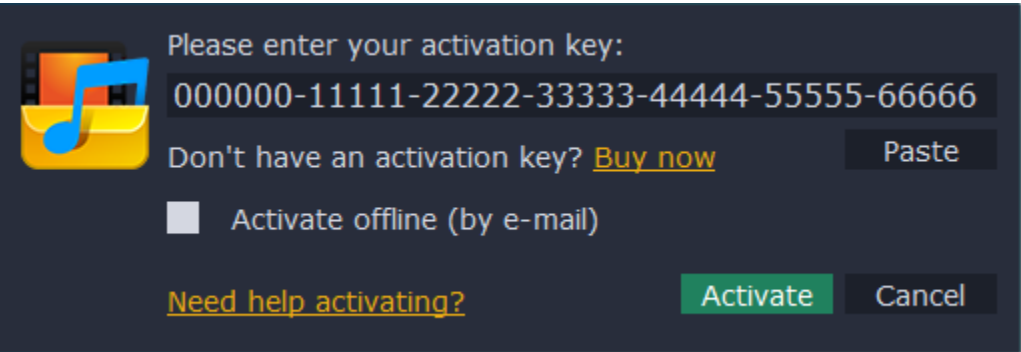 Please enter your activation key:
000000-11111-22222-33333-44444-55555-66666
Don't have an activation key? Buy now
Paste
Activate offline (by e-mail)
Need help activating?
Activate
Cancel